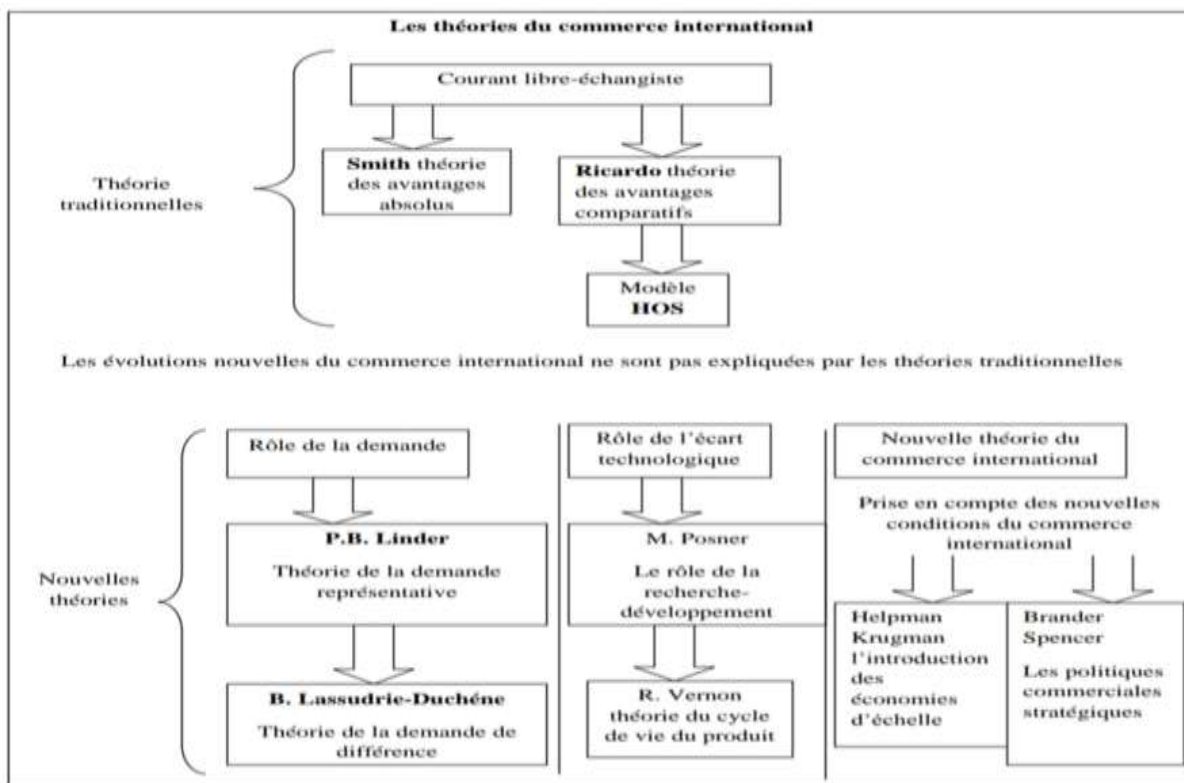 Les théories du commerce international
Courant libre-échangiste
Smith théorie
des avantages
absolus
Ricardo théorie
des avantages
comparatifs
Théorie
traditionnelles
Modèle
HOS
Les évolutions nouvelles du commerce international ne sont pas expliquées par les théories traditionnelles
Rôle de la demande
Rôle de l'écart
technologique
Nouvelle théorie du
commerce international
Prise en compte des nouvelles
conditions du commerce
international
P.B. Linder
Théorie de la demande
représentative
M. Posner
Le rôle de la
recherche-
développement
Nouvelles
théories
Helpman
Krugman
l'introduction
des
économies
d'échelle
Brander
Spencer
Les politiques
commerciales
stratégiques
B. Lassudrie-Duchéne
Théorie de la demande de
différence
R. Vernon
théorie du cycle
de vie du produit